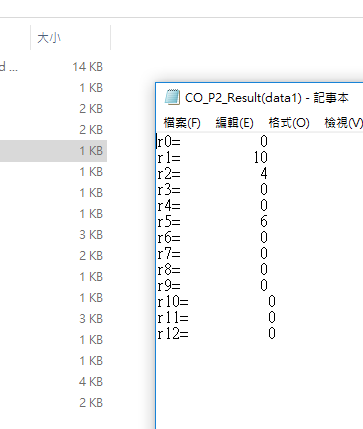 大小
d ...
14 KB
1 KB
2 KB
2 KB
1 KB
1 KB
1 KB
1 KB
3 KB
2 KB
1 KB
1 KB
3 KB
1 KB
1 KB
4 KB
2 KB
CO_P2_Result(data1) - 記事本
檔案(F) 編輯(E) 格式(O) 檢視(V)
r0= 0
r1= 10
r2= 4
r3= 0
r4= 0
r5= 6
r6= 0
r7= 0
r8= 0
r9= 0
r10= 0
r11= 0
r12= 0